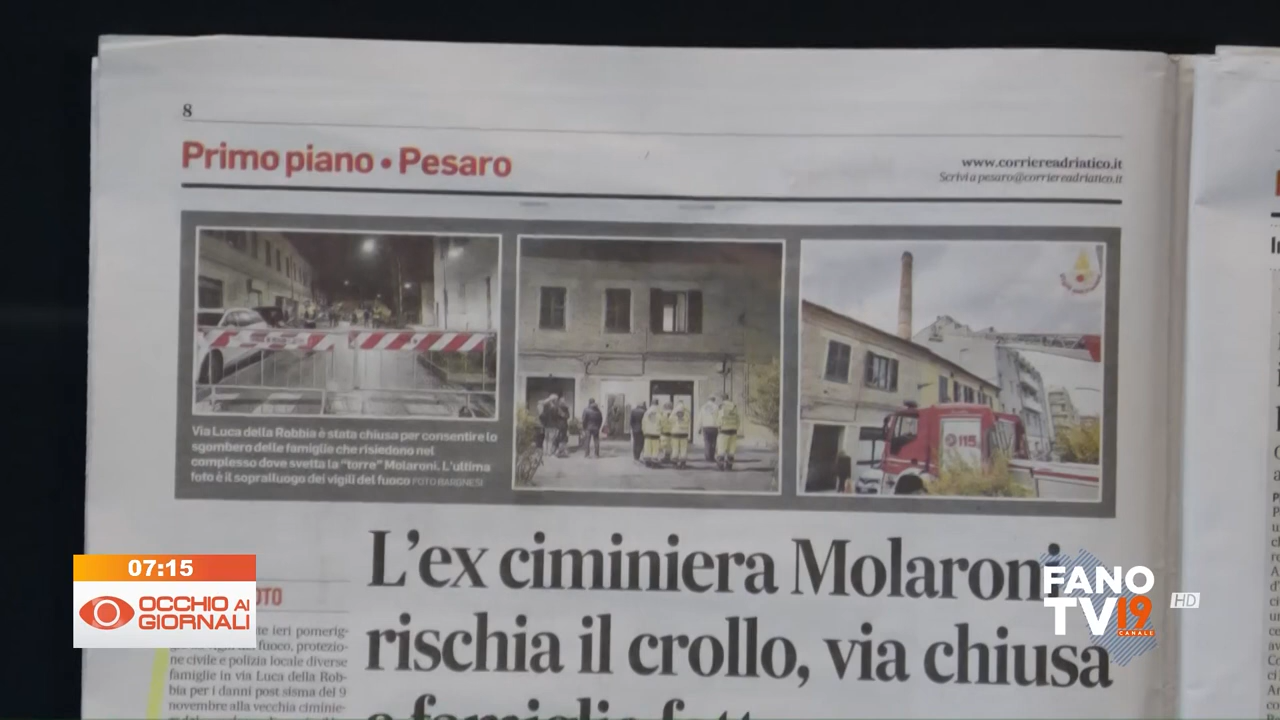 8
Primo piano • Pesaro
www.corriereadriatico.it
Scrivi a pesaro@corriereadriatico.it
115
Via Luca della Robbia è stata chiusa per consentire lo
sgombero delle famiglie che risiedono nel
complesso dove svetta la "torre" Molaroni. L'ultima
foto è il sopralluogo dei vigili del fuoco FOTO BARGNESI
L'ex ciminiera Molaroni
rischia il crollo, via chiusa
07:15
OCCHIO AI
GIORNALI
te ieri pomerig-
fuoco, protezio-
ne civile e polizia locale diverse
famiglie in via Luca della Rob-
bia per i danni post sisma del 9
novembre alla vecchia ciminie-
FANO
TV19
CANALE
HD